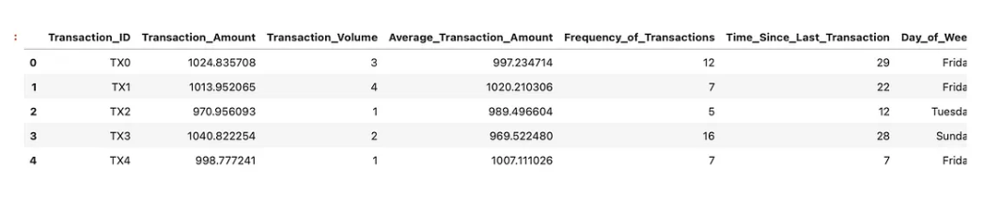 : Transaction_ID Transaction_Amount Transaction_Volume Average_Transaction_Amount Frequency_of_Transactions Time_Since_Last_Transaction Day_of_Wee
0 TX0 1024.835708 3 997.234714 12 29 Frida
1 TX1 1013.952065 4 1020.210306 7 22 Frida
2 TX2 970.956093 1 989.496604 5 12 Tuesda
3 TX3 1040.822254 2 969.522480 16 28 Sunda
4 TX4 998.777241 1 1007.111026 7 7 Frida